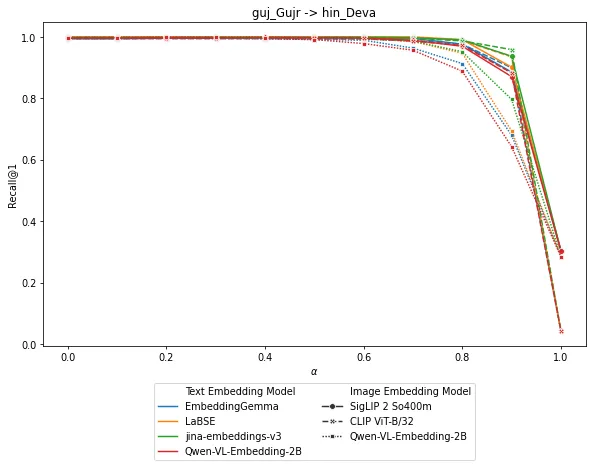 guj_Gujr -> hin_Deva
Recall@1
1.0
0.8
0.6
0.4
0.2
0.0
0.0 0.2 0.4 0.6 0.8 1.0
α
Text Embedding Model Image Embedding Model
EmbeddingGemma SigLIP 2 So400m
LaBSE CLIP ViT-B/32
jina-embeddings-v3 Qwen-VL-Embedding-2B
Qwen-VL-Embedding-2B